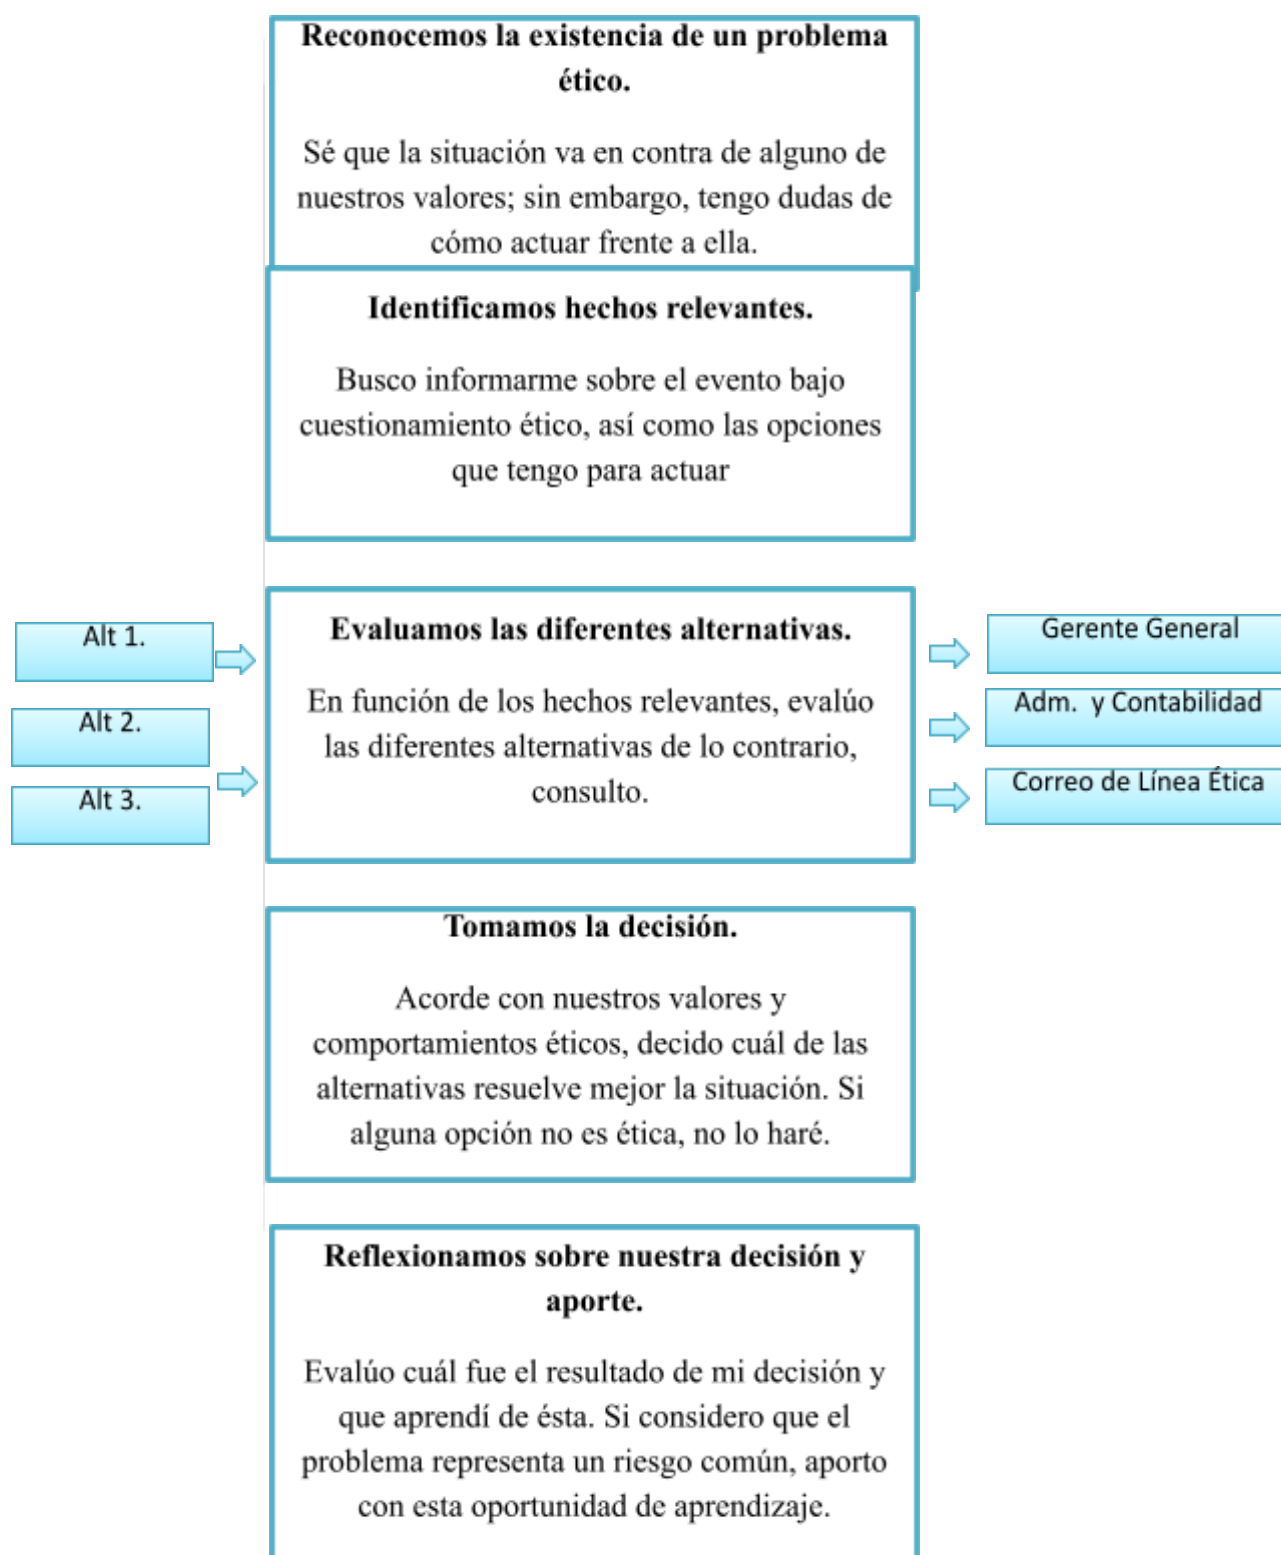 Reconocemos la existencia de un problema
ético.
Sé que la situación va en contra de alguno de
nuestros valores; sin embargo, tengo dudas de
cómo actuar frente a ella.
Identificamos hechos relevantes.
Busco informarme sobre el evento bajo
cuestionamiento ético, así como las opciones
que tengo para actuar
Alt 1.
Alt 2.
Alt 3.
Evaluamos las diferentes alternativas.
En función de los hechos relevantes, evalúo
las diferentes alternativas de lo contrario,
consulto.
Gerente General
Adm.  y Contabilidad
Correo de Línea Ética
Tomamos la decisión.
Acorde con nuestros valores y
comportamientos éticos, decido cuál de las
alternativas resuelve mejor la situación. Si
alguna opción no es ética, no lo haré.
Reflexionamos sobre nuestra decisión y
aporte.
Evalúo cuál fue el resultado de mi decisión y
que aprendí de ésta. Si considero que el
problema representa un riesgo común, aporto
con esta oportunidad de aprendizaje.